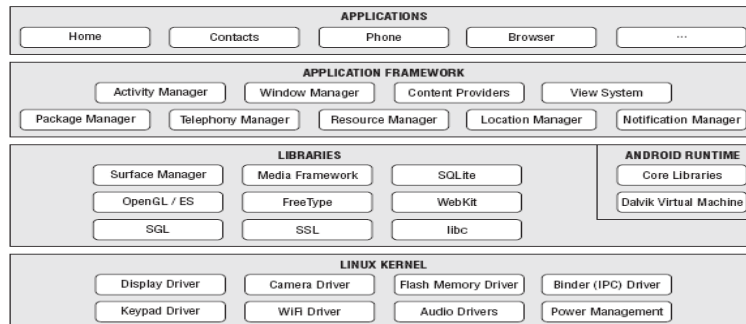 APPLICATIONS
Home Contacts Phone Browser ...
APPLICATION FRAMEWORK
Activity Manager Window Manager Content Providers View System
Package Manager Telephony Manager Resource Manager Location Manager Notification Manager
LIBRARIES
Surface Manager Media Framework SQLite
OpenGL / ES FreeType WebKit
SGL SSL libc
ANDROID RUNTIME
Core Libraries
Dalvik Virtual Machine
LINUX KERNEL
Display Driver Camera Driver Flash Memory Driver Binder (IPC) Driver
Keypad Driver WiFi Driver Audio Drivers Power Management